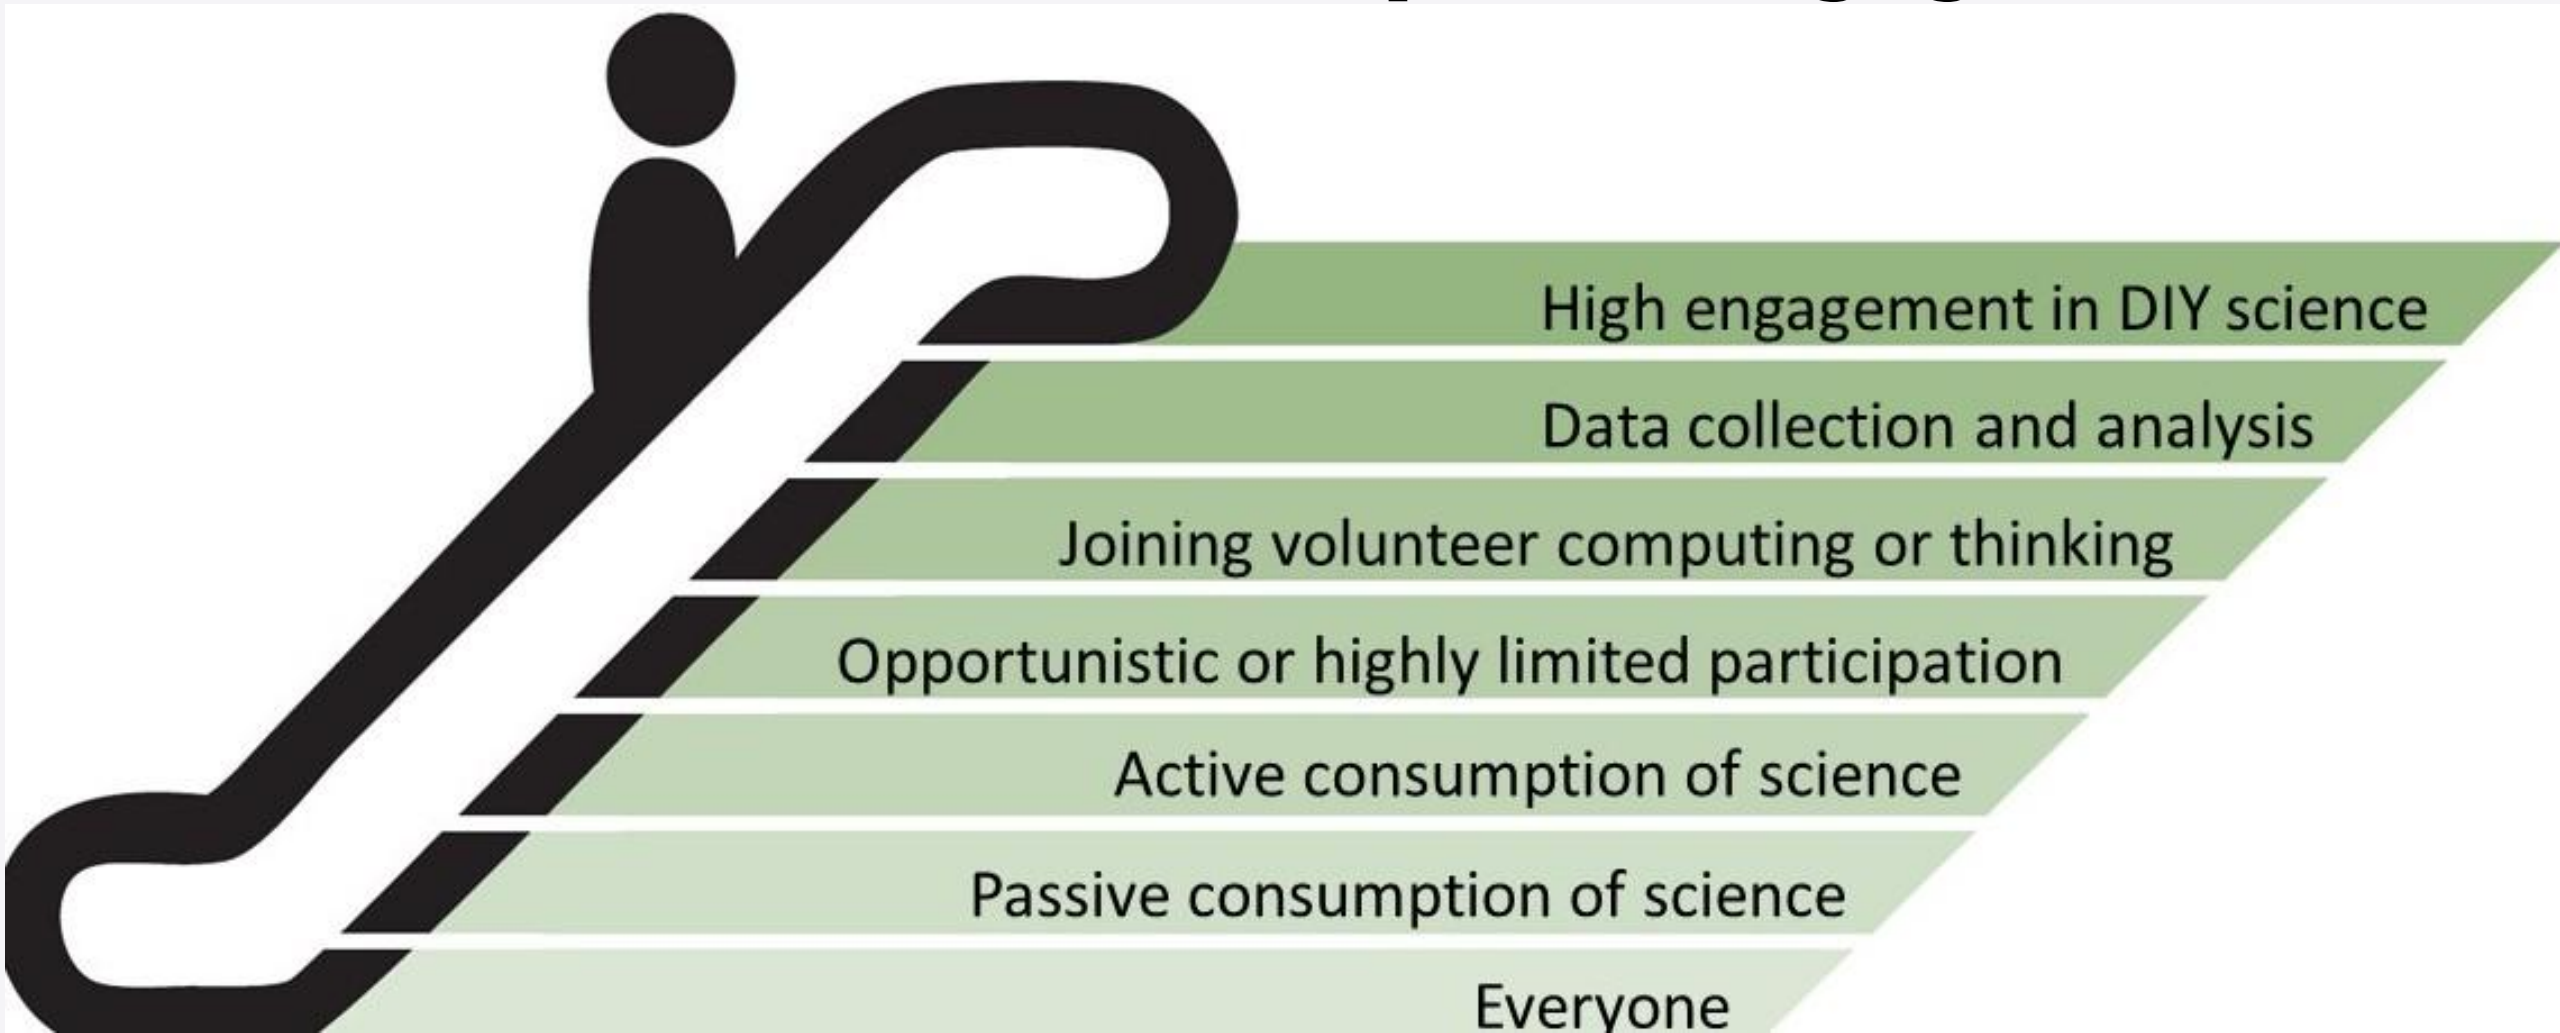 High engagement in DIY science
Data collection and analysis
Joining volunteer computing or thinking
Opportunistic or highly limited participation
Active consumption of science
Passive consumption of science
Everyone